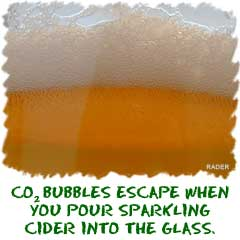 RADER
CO₂ BUBBLES ESCAPE WHEN
YOU POUR SPARKLING
CIDER INTO THE GLASS.